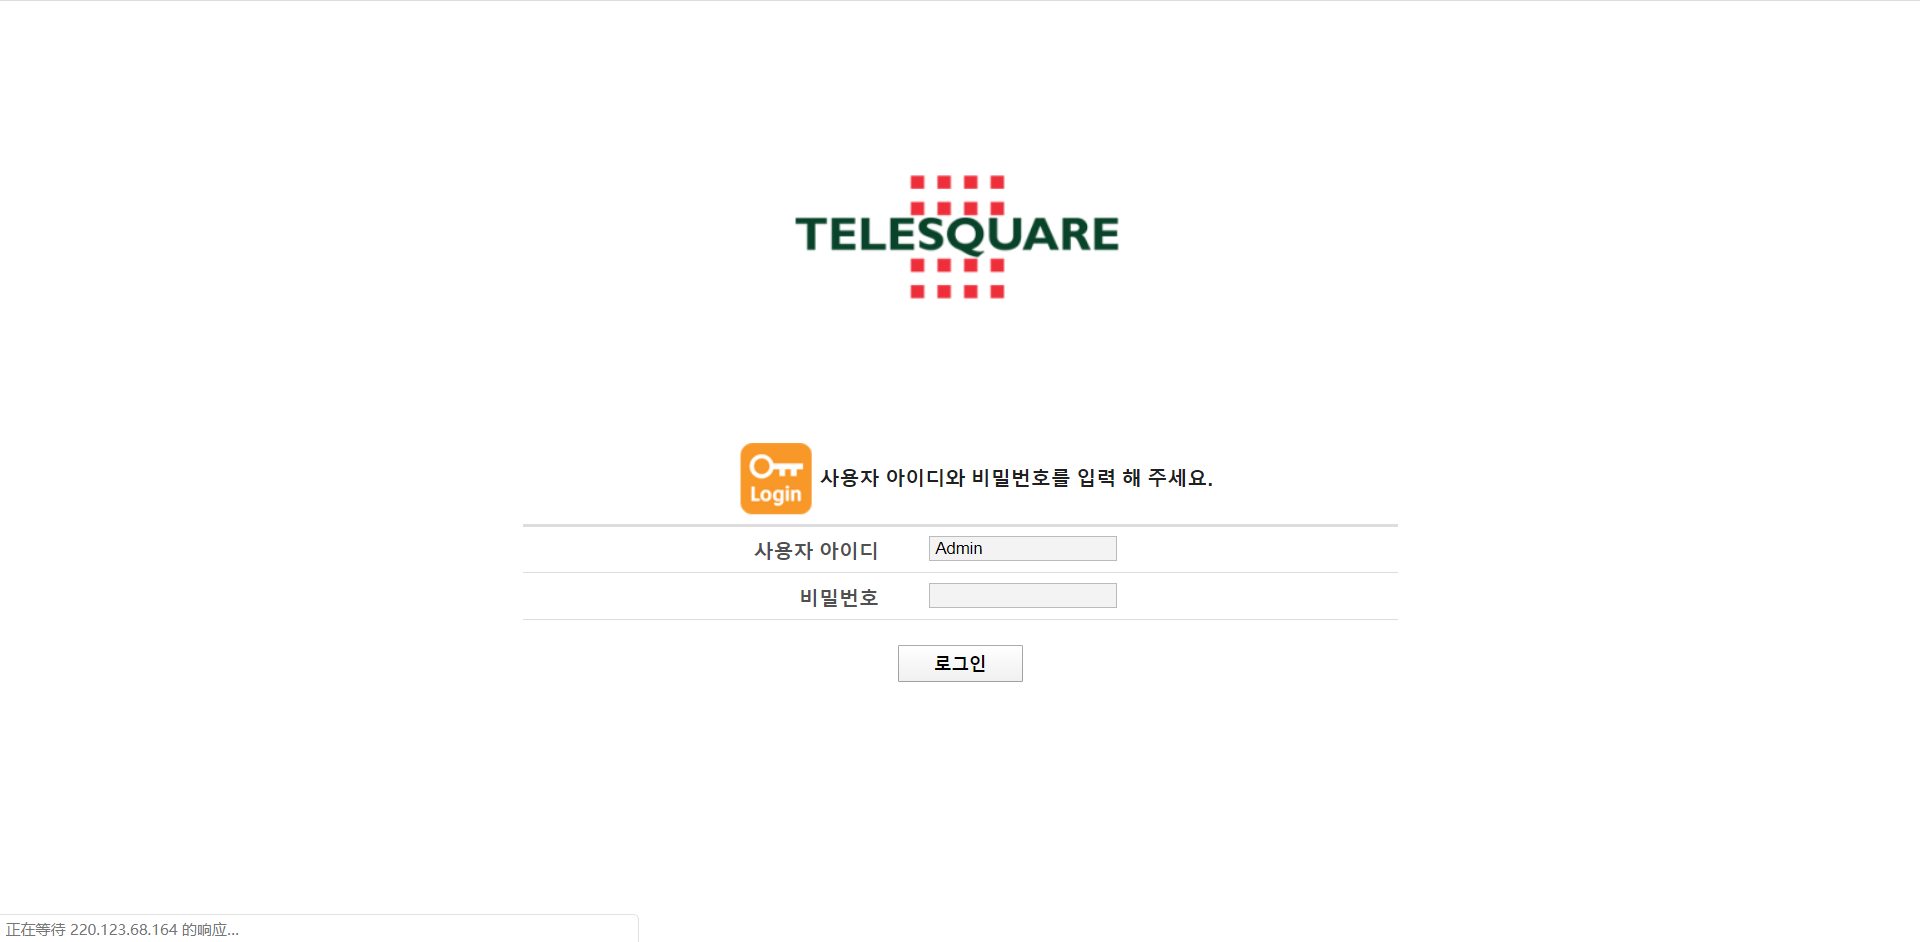 TELESQUARE
Login
사용자 아이디와 비밀번호를 입력 해 주세요.
사용자 아이디
Admin
비밀번호
로그인
正在等待 220.123.68.164 的响应...